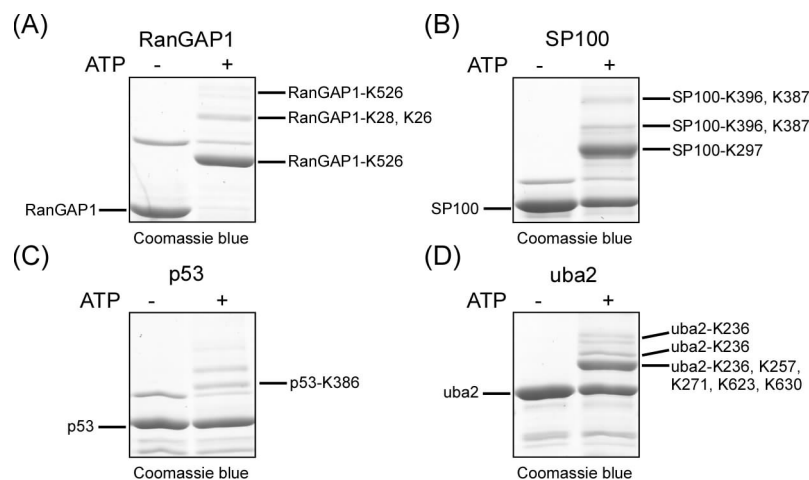 (A)
RanGAP1
ATP - +
RanGAP1-K526
RanGAP1-K28, K26
RanGAP1-K526
RanGAP1
Coomassie blue
(B)
SP100
ATP - +
SP100-K396, K387
SP100-K396, K387
SP100-K297
SP100
Coomassie blue
(C)
p53
ATP - +
p53-K386
p53
Coomassie blue
(D)
uba2
ATP - +
uba2-K236
uba2-K236
uba2-K236, K257,
K271, K623, K630
uba2
Coomassie blue